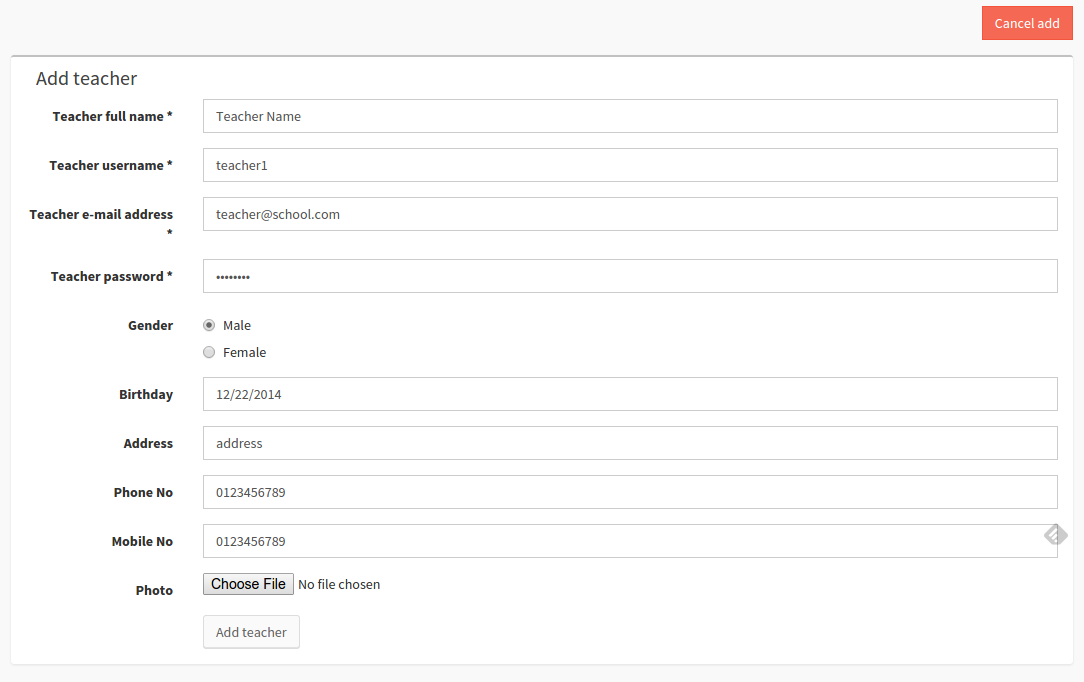 Cancel add
Add teacher
Teacher full name *
Teacher Name
Teacher username *
teacher1
Teacher e-mail address
*
teacher@school.com
Teacher password *
••••••••
Gender
Male
Female
Birthday
12/22/2014
Address
address
Phone No
0123456789
Mobile No
0123456789
Photo
Choose File No file chosen
Add teacher